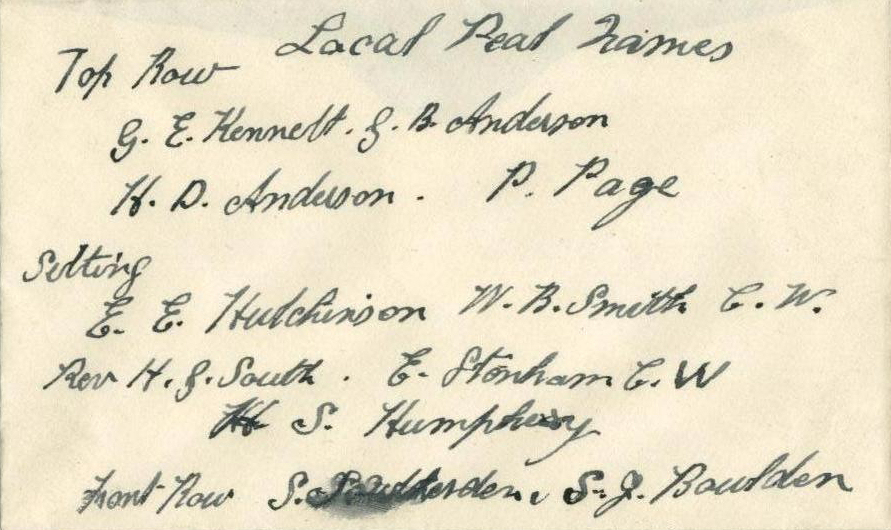 Local Peal Names
Top Row
G. E. Kennett. J. B. Anderson
H. D. Anderson. P. Page
Sitting
E. E. Hutchinson W. B. Smith C. W.
Rev H. J. South. E. Stonham C. W
S. Humphrey
Front Row S. S. J. Boulden